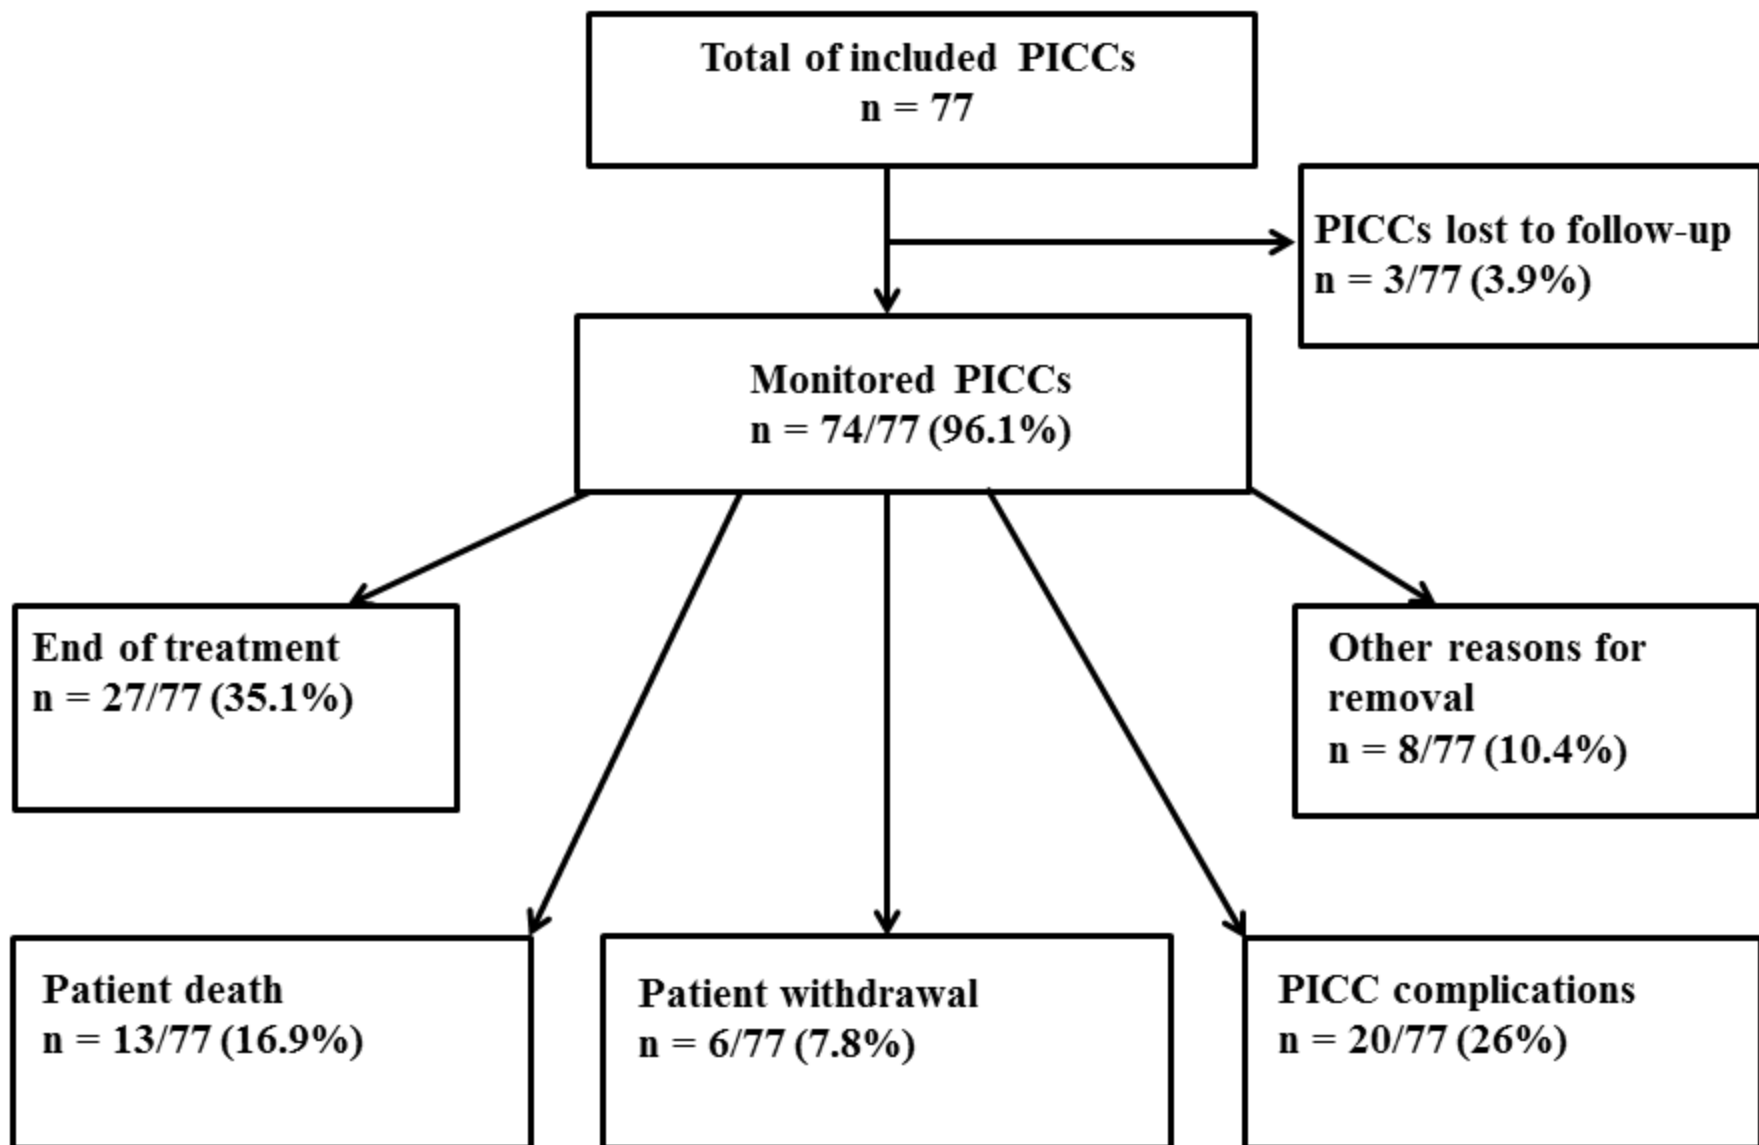 Total of included PICCs
n = 77
PICCs lost to follow-up
n = 3/77 (3.9%)
Monitored PICCs
n = 74/77 (96.1%)
End of treatment
n = 27/77 (35.1%)
Other reasons for
removal
n = 8/77 (10.4%)
Patient death
n = 13/77 (16.9%)
Patient withdrawal
n = 6/77 (7.8%)
PICC complications
n = 20/77 (26%)